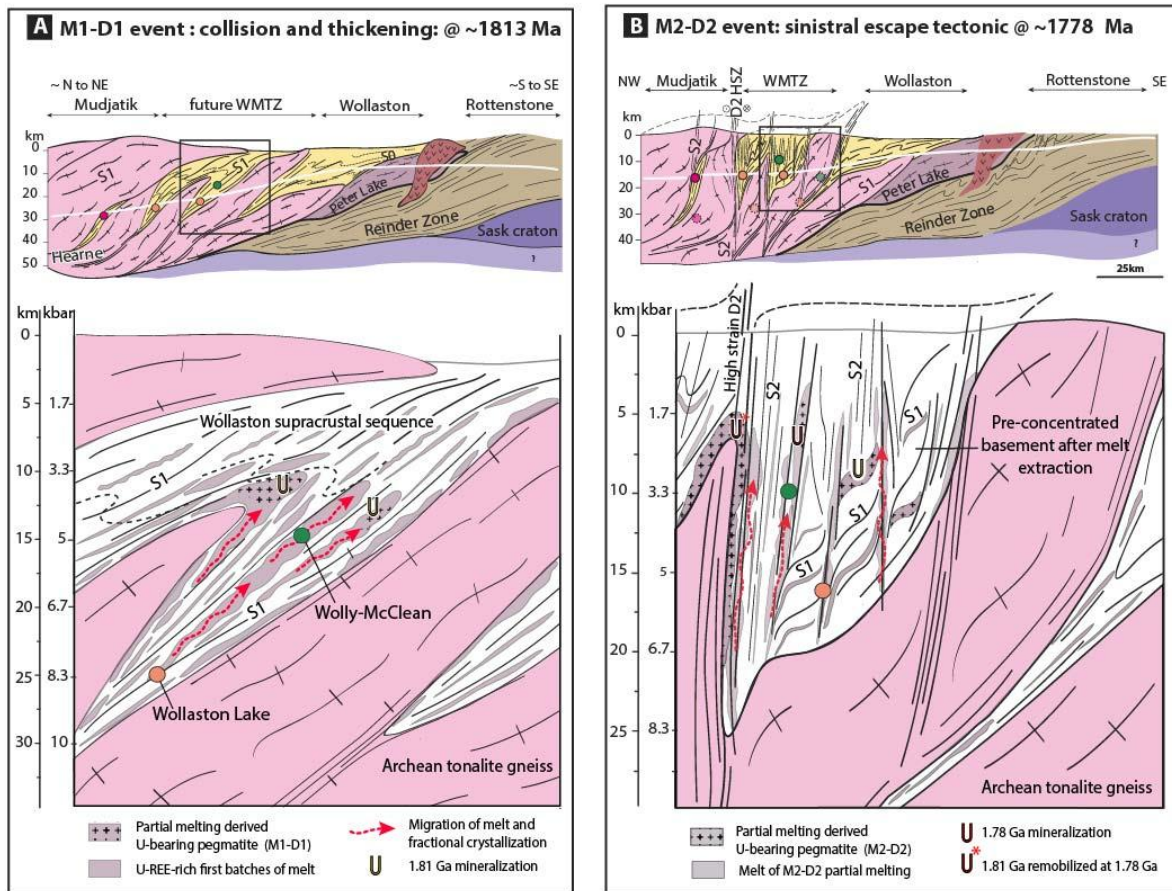 A M1-D1 event : collision and thickening: @ ~1813 Ma
~ N to NE
~S to SE
Mudjatik
future WMTZ
Wollaston
Rottenstone
km
0
10
20
30
40
50
S1
S1
S0
Peter Lake
Reinder Zone
Hearne
Sask craton
?
km
kbar
0
5
10
15
20
25
30
1.7
3.3
5
6.7
8.3
10
Wollaston supracrustal sequence
S1
U
U
Wolly-McClean
S1
Wollaston Lake
Archean tonalite gneiss
Partial melting derived
U-bearing pegmatite (M1-D1)
U-REE-rich first batches of melt
Migration of melt and
fractional crystallization
U 1.81 Ga mineralization
B M2-D2 event: sinistral escape tectonic @ ~1778 Ma
NW
Mudjatik
D2 HSZ
WMTZ
Wollaston
Rottenstone
SE
km
0
10
20
30
40
S2
S1
Peter Lake
Reinder Zone
S2
Sask craton
?
25km
km
kbar
0
5
10
15
20
25
1.7
3.3
5
6.7
8.3
High strain D2
S2
S2
U*
U
S1
U
S1
S1
Pre-concentrated
basement after melt
extraction
Archean tonalite gneiss
Partial melting derived
U-bearing pegmatite (M2-D2)
Melt of M2-D2 partial melting
U 1.78 Ga mineralization
U* 1.81 Ga remobilized at 1.78 Ga